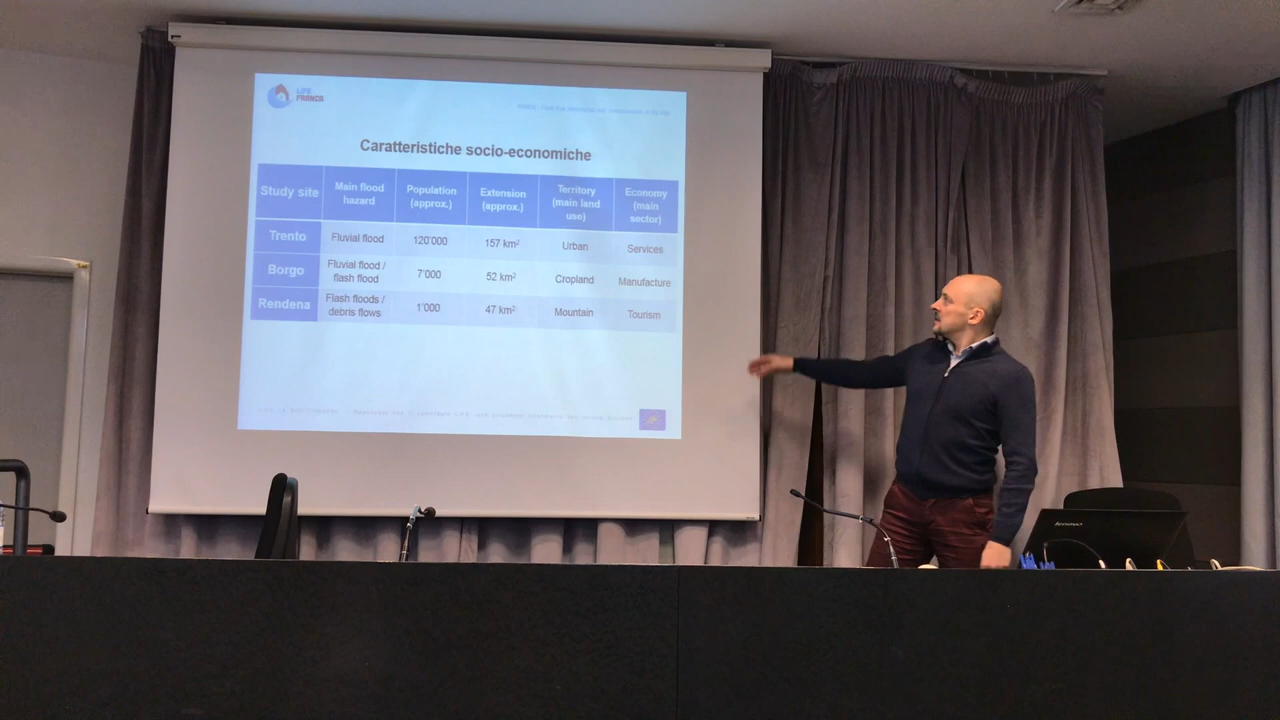 LIFE
FRANCA
Caratteristiche socio-economiche
Study site Main flood hazard Population (approx.) Extension (approx.) Territory (main land use) Economy (main sector)
Trento Fluvial flood 120'000 157 km² Urban Services
Borgo Fluvial flood / flash flood 7'000 52 km² Cropland Manufacture
Rendena Flash floods / debris flows 1'000 47 km² Mountain Tourism
lenovo